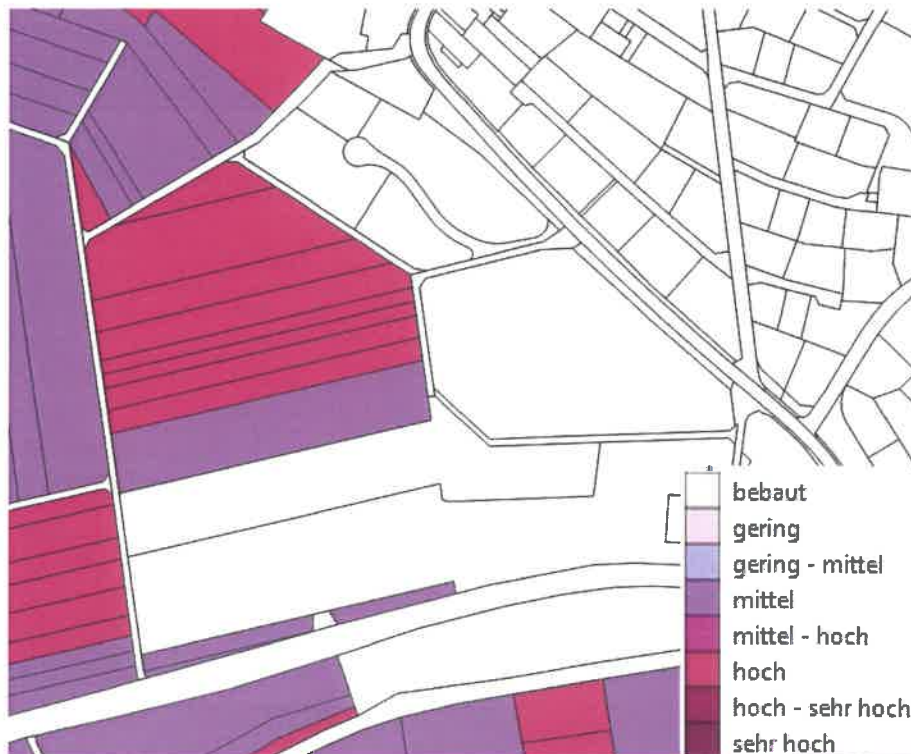 bebaut
gering
gering - mittel
mittel
mittel - hoch
hoch
hoch - sehr hoch
sehr hoch